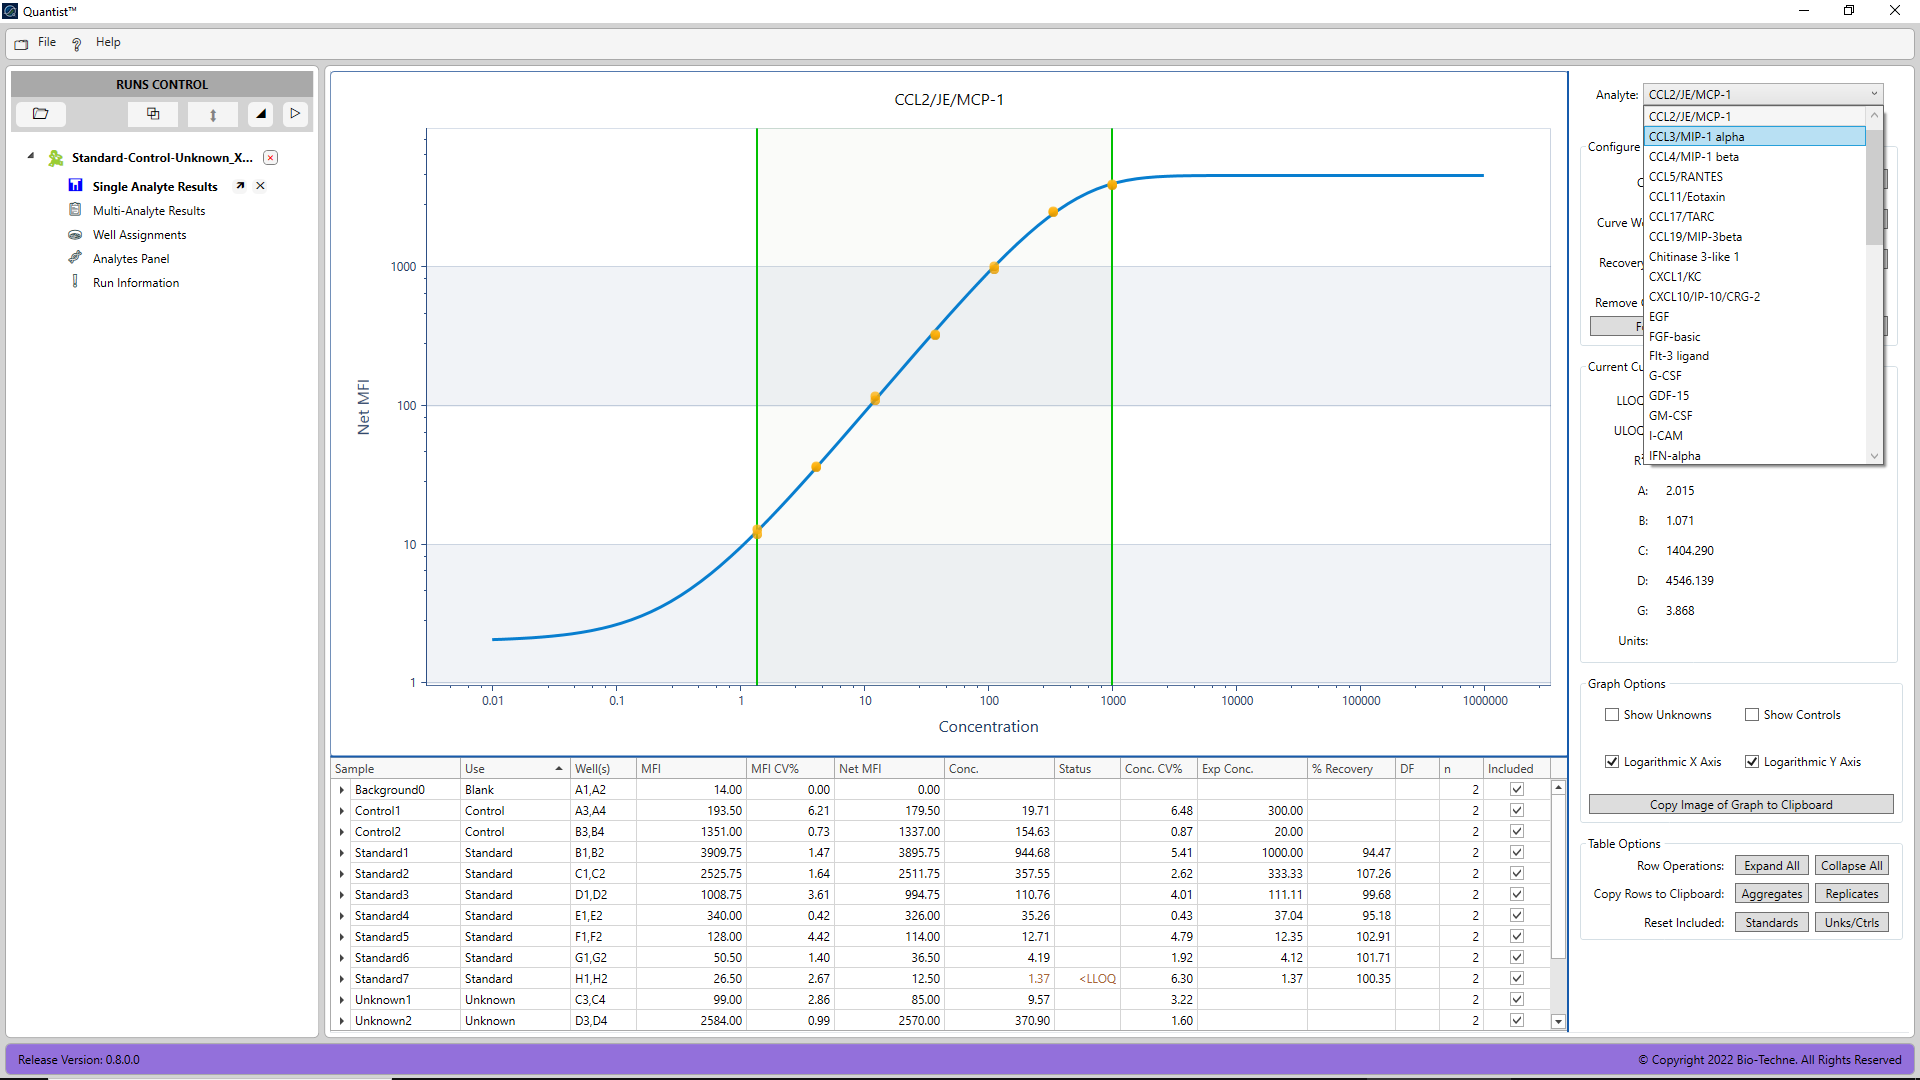 Quantist™
File
Help
RUNS CONTROL
Standard-Control-Unknown_X...
Single Analyte Results
Multi-Analyte Results
Well Assignments
Analytes Panel
Run Information
CCL2/JE/MCP-1
Net MFI
1000
100
10
1
0.01 0.1 1 10 100 1000 10000 100000 1000000
Concentration
Sample Use Well(s) MFI MFI CV% Net MFI Conc. Status Conc. CV% Exp Conc. % Recovery DF n Included
Background0 Blank A1,A2 14.00 0.00 0.00 2
Control1 Control A3,A4 193.50 6.21 179.50 19.71 6.48 300.00 2
Control2 Control B3,B4 1351.00 0.73 1337.00 154.63 0.87 20.00 2
Standard1 Standard B1,B2 3909.75 1.47 3895.75 944.68 5.41 1000.00 94.47 2
Standard2 Standard C1,C2 2525.75 1.64 2511.75 357.55 2.62 333.33 107.26 2
Standard3 Standard D1,D2 1008.75 3.61 994.75 110.76 4.01 111.11 99.68 2
Standard4 Standard E1,E2 340.00 0.42 326.00 35.26 0.43 37.04 95.18 2
Standard5 Standard F1,F2 128.00 4.42 114.00 12.71 4.79 12.35 102.91 2
Standard6 Standard G1,G2 50.50 1.40 36.50 4.19 1.92 4.12 101.71 2
Standard7 Standard H1,H2 26.50 2.67 12.50 1.37 <LLOQ 6.30 1.37 100.35 2
Unknown1 Unknown C3,C4 99.00 2.86 85.00 9.57 3.22 2
Unknown2 Unknown D3,D4 2584.00 0.99 2570.00 370.90 1.60 2
Analyte: CCL2/JE/MCP-1
CCL2/JE/MCP-1
CCL3/MIP-1 alpha
CCL4/MIP-1 beta
CCL5/RANTES
CCL11/Eotaxin
CCL17/TARC
CCL19/MIP-3beta
Chitinase 3-like 1
CXCL1/KC
CXCL10/IP-10/CRG-2
EGF
FGF-basic
Flt-3 ligand
G-CSF
GDF-15
GM-CSF
I-CAM
IFN-alpha
Configure
Curve
Recovery
Remove
Current
A: 2.015
B: 1.071
C: 1404.290
D: 4546.139
G: 3.868
Units:
Graph Options
Show Unknowns
Show Controls
Logarithmic X Axis
Logarithmic Y Axis
Copy Image of Graph to Clipboard
Table Options
Row Operations: Expand All Collapse All
Copy Rows to Clipboard: Aggregates Replicates
Reset Included: Standards Unks/Ctrls
Release Version: 0.8.0.0
© Copyright 2022 Bio-Techne. All Rights Reserved